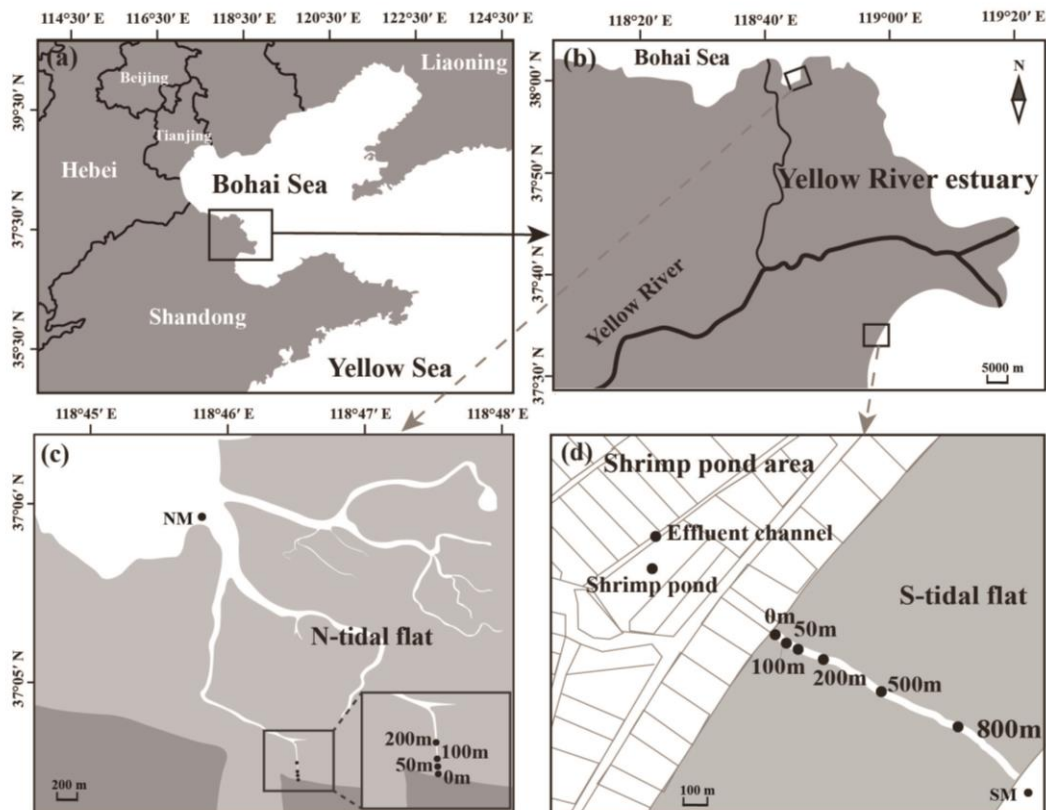 114°30′ E 116°30′ E 118°30′ E 120°30′ E 122°30′ E 124°30′ E
(a)
Beijing
Liaoning
Tianjing
Hebei
Bohai Sea
Shandong
Yellow Sea
39°30′ N
37°30′ N
35°30′ N
118°20′ E 118°40′ E 119°00′ E 119°20′ E
Bohai Sea
(b)
N
Yellow River estuary
Yellow River
5000 m
38°00′ N
37°50′ N
37°40′ N
37°30′ N
118°45′ E 118°46′ E 118°47′ E 118°48′ E
(c)
NM
N-tidal flat
200m
100m
50m
0m
200 m
37°06′ N
37°05′ N
(d)
Shrimp pond area
Effluent channel
Shrimp pond
S-tidal flat
0m
50m
100m
200m
500m
800m
SM
100 m